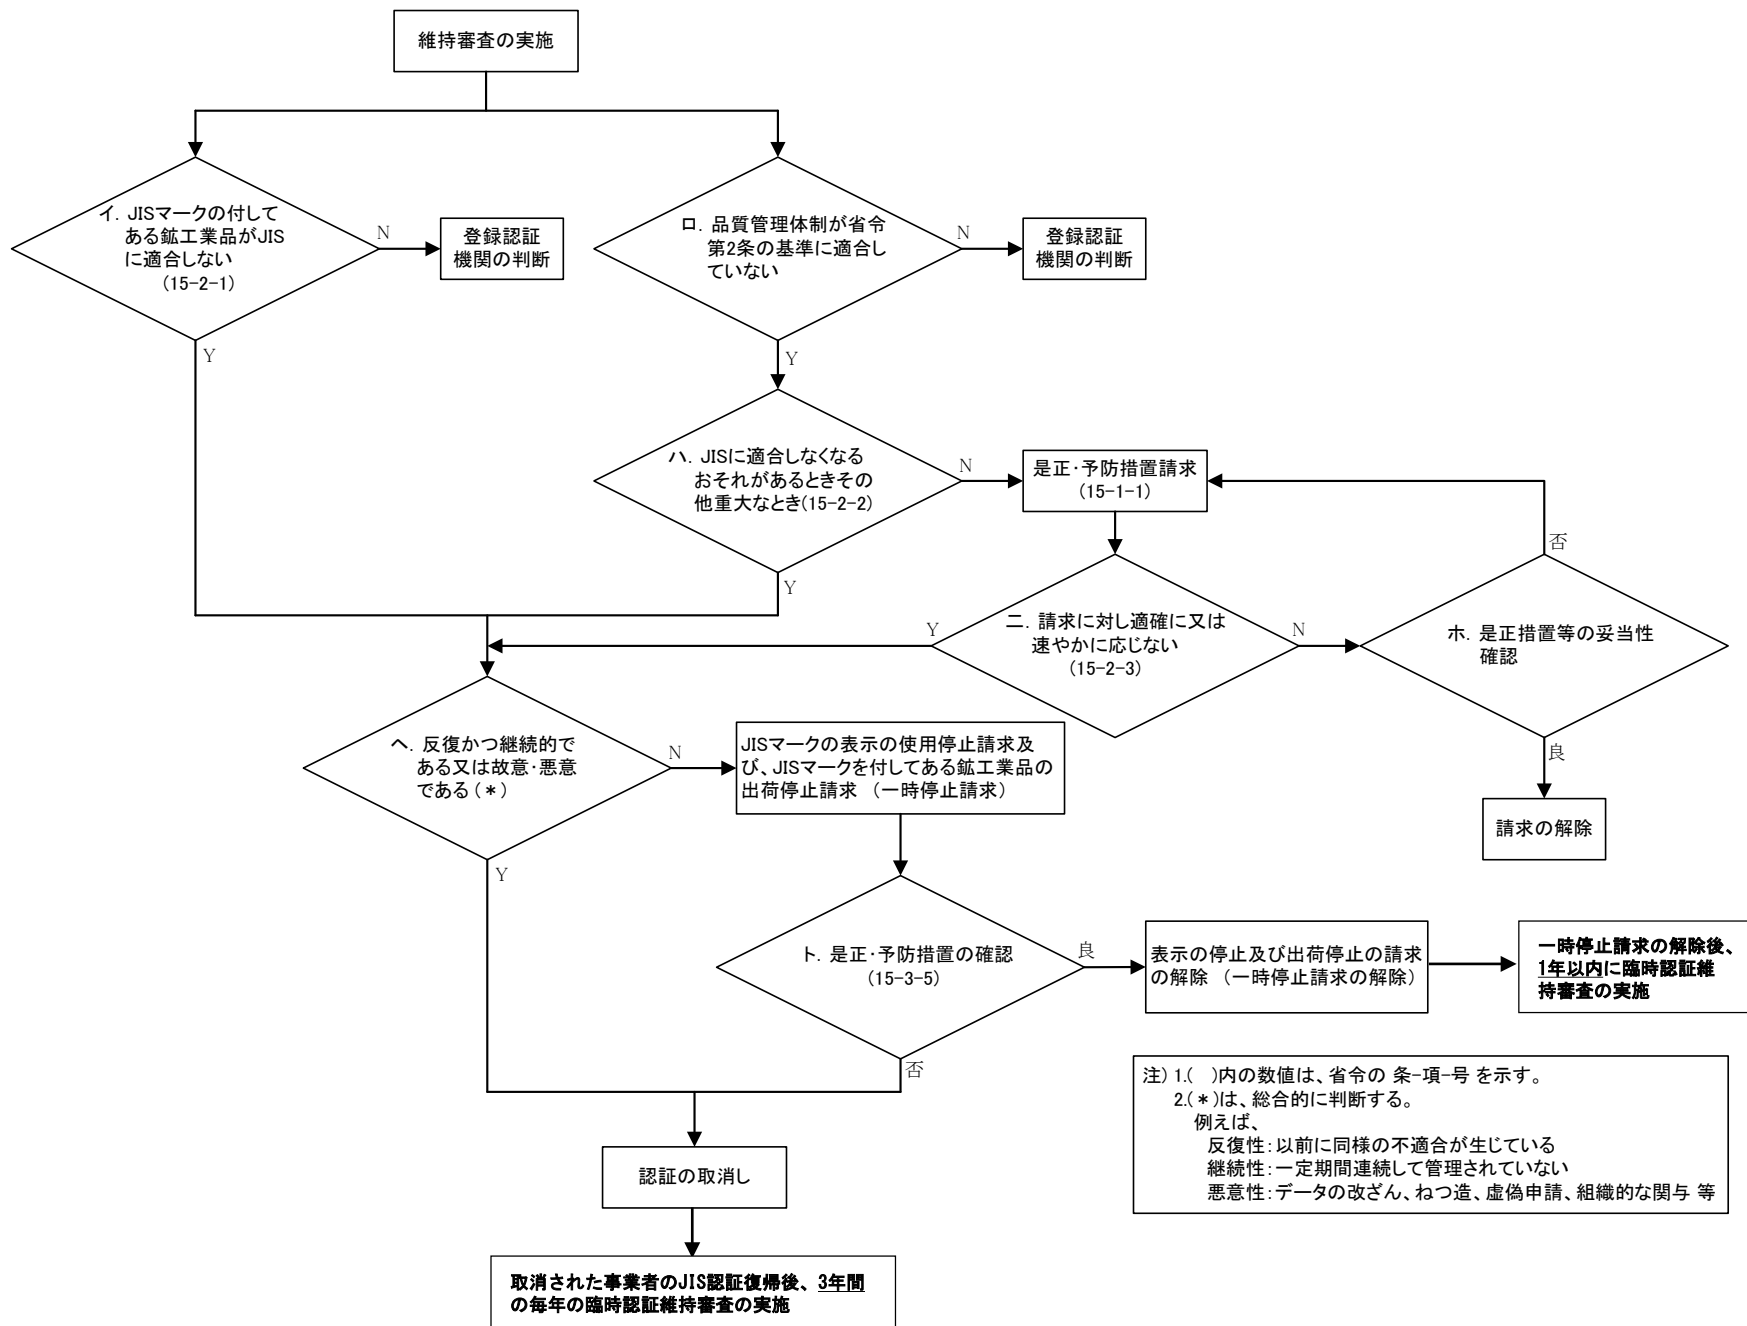 維持審査の実施
イ．JISマークの付して
ある鉱工業品がJIS
に適合しない
(15-2-1)
N
登録認証
機関の判断
Y
ロ．品質管理体制が省令
第2条の基準に適合し
ていない
N
登録認証
機関の判断
Y
ハ．JISに適合しなくなる
おそれがあるときその
他重大なとき(15-2-2)
N
是正・予防措置請求
(15-1-1)
Y
ニ．請求に対し適確に又は
速やかに応じない
(15-2-3)
Y
N
ホ．是正措置等の妥当性
確認
否
良
請求の解除
ヘ．反復かつ継続的で
ある又は故意・悪意
である（＊）
N
JISマークの表示の使用停止請求及
び、JISマークを付してある鉱工業品の
出荷停止請求 （一時停止請求）
Y
ト．是正・予防措置の確認
(15-3-5)
良
表示の停止及び出荷停止の請求
の解除 （一時停止請求の解除）
一時停止請求の解除後、
1年以内に臨時認証維
持審査の実施
否
認証の取消し
取消された事業者のJIS認証復帰後、3年間
の毎年の臨時認証維持審査の実施
注） 1.(　)内の数値は、省令の 条-項-号 を示す。
2.(＊)は、総合的に判断する。
例えば、
反復性：以前に同様の不適合が生じている
継続性：一定期間連続して管理されていない
悪意性：データの改ざん、ねつ造、虚偽申請、組織的な関与 等